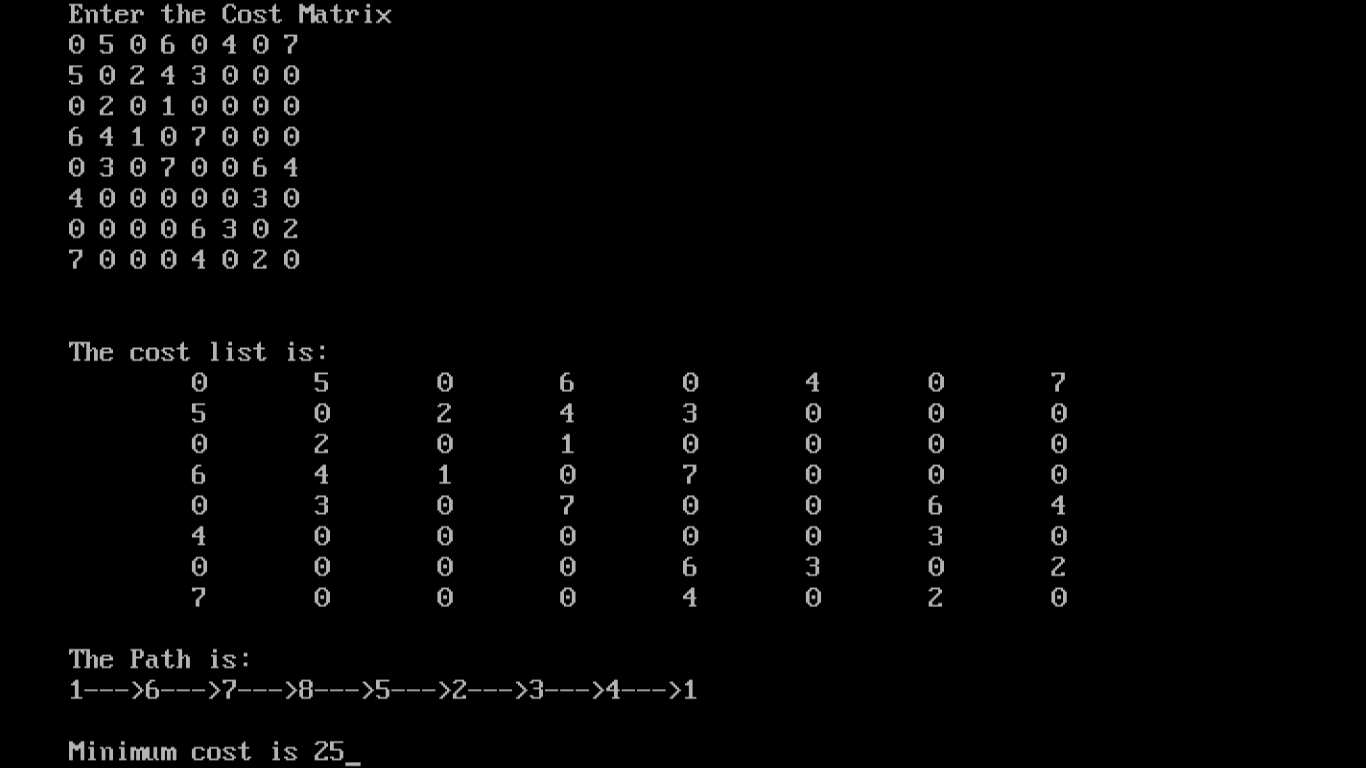 Enter the Cost Matrix
0 5 0 6 0 4 0 7
5 0 2 4 3 0 0 0
0 2 0 1 0 0 0 0
6 4 1 0 7 0 0 0
0 3 0 7 0 0 6 4
4 0 0 0 0 0 3 0
0 0 0 0 6 3 0 2
7 0 0 0 4 0 2 0
The cost list is:
0 5 0 6 0 4 0 7
5 0 2 4 3 0 0 0
0 2 0 1 0 0 0 0
6 4 1 0 7 0 0 0
0 3 0 7 0 0 6 4
4 0 0 0 0 0 3 0
0 0 0 0 6 3 0 2
7 0 0 0 4 0 2 0
The Path is:
1--->6--->7--->8--->5--->2--->3--->4--->1
Minimum cost is 25_